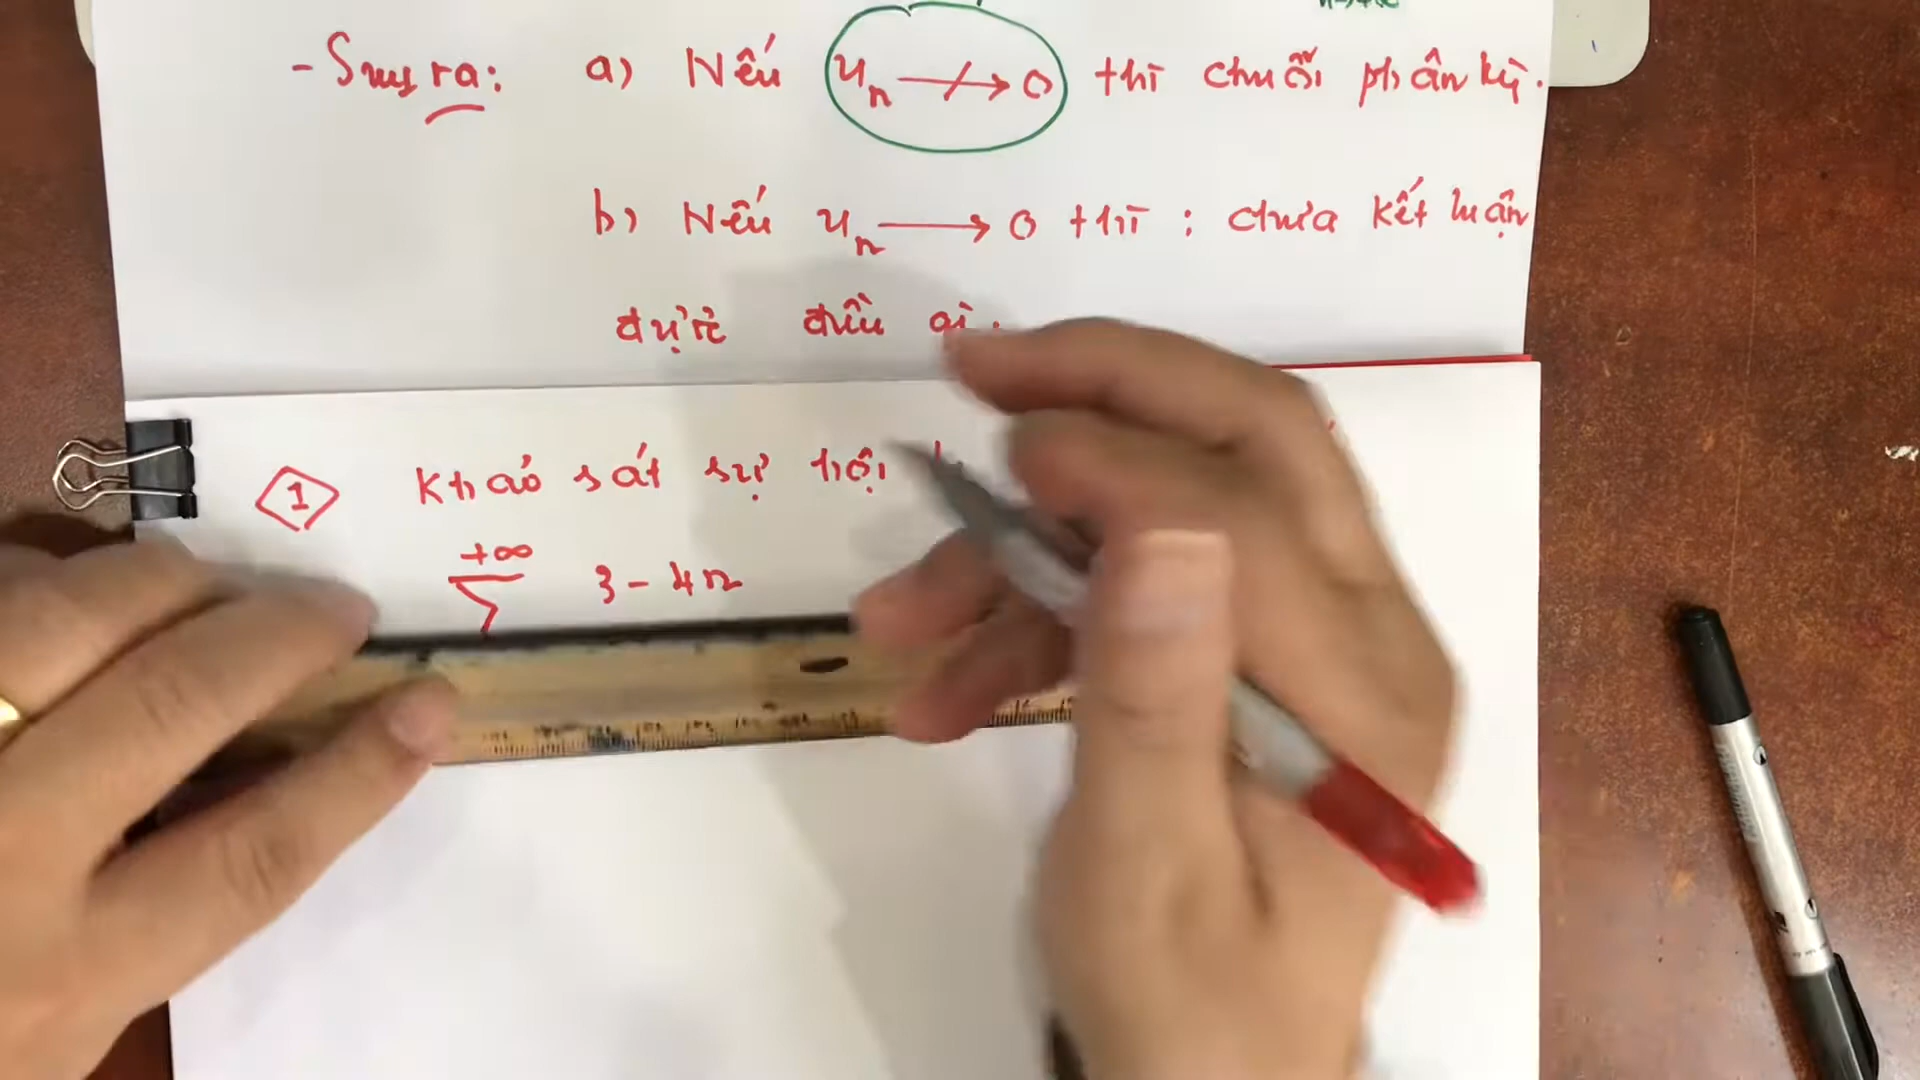 - Suy ra: a) Nếu uₙ ↛ 0 thì chuỗi phân kỳ.
b) Nếu uₙ ⟶ 0 thì : chưa kết luận
được điều gì.
1 Khảo sát sự hội
+∞
∑ 3 - 4n